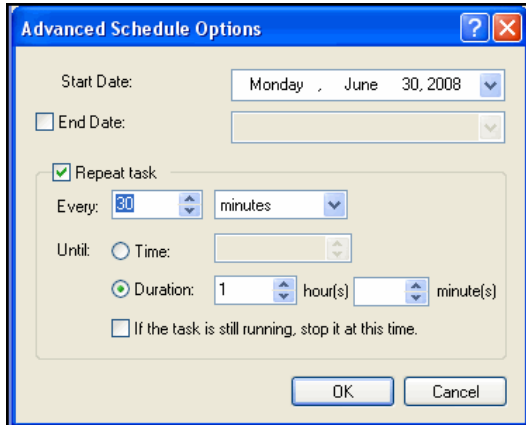 Advanced Schedule Options
Start Date: Monday , June 30, 2008
End Date:
Repeat task
Every: 30 minutes
Until: Time:
Duration: 1 hour(s) minute(s)
If the task is still running, stop it at this time.
OK Cancel